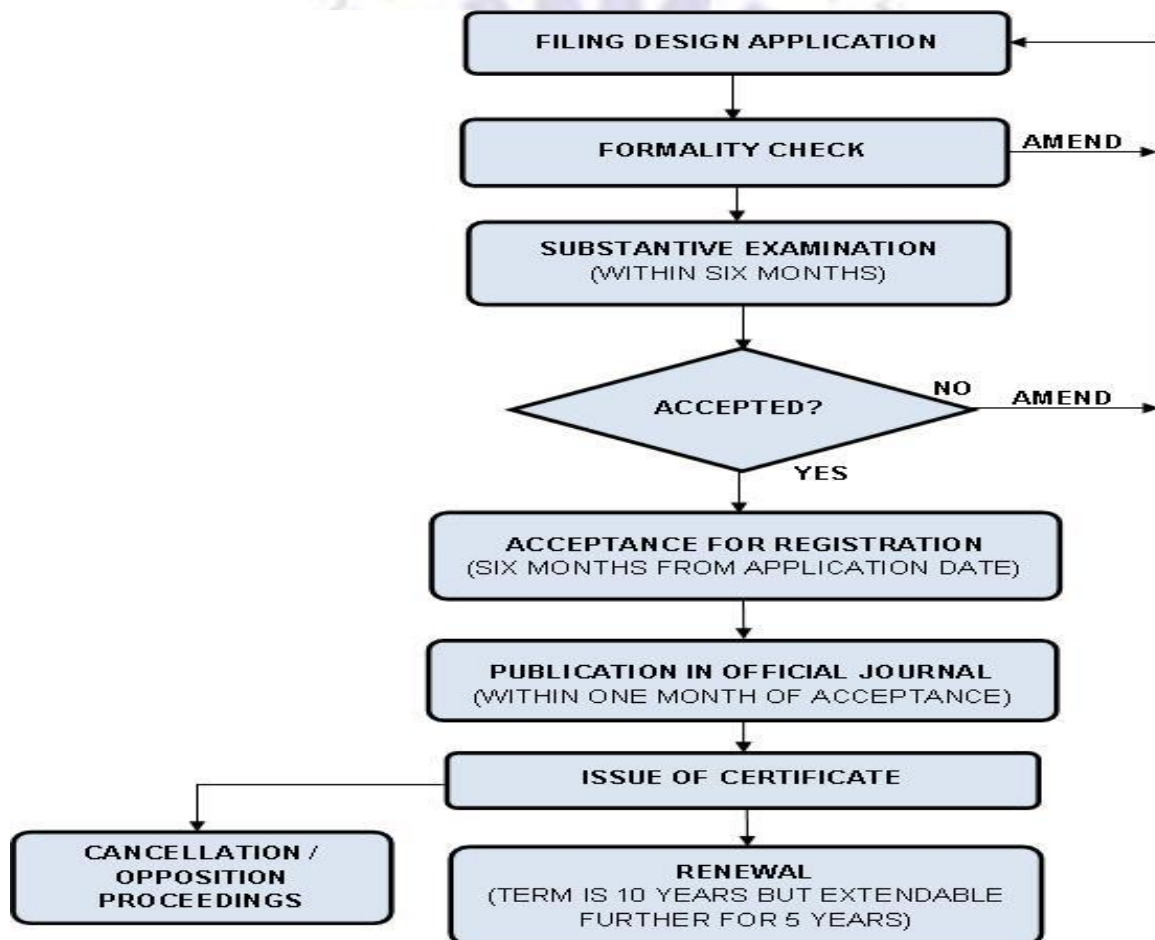 FILING DESIGN APPLICATION
FORMALITY CHECK
AMEND
SUBSTANTIVE EXAMINATION
(WITHIN SIX MONTHS)
ACCEPTED?
NO
AMEND
YES
ACCEPTANCE FOR REGISTRATION
(SIX MONTHS FROM APPLICATION DATE)
PUBLICATION IN OFFICIAL JOURNAL
(WITHIN ONE MONTH OF ACCEPTANCE)
ISSUE OF CERTIFICATE
CANCELLATION /
OPPOSITION
PROCEEDINGS
RENEWAL
(TERM IS 10 YEARS BUT EXTENDABLE
FURTHER FOR 5 YEARS)